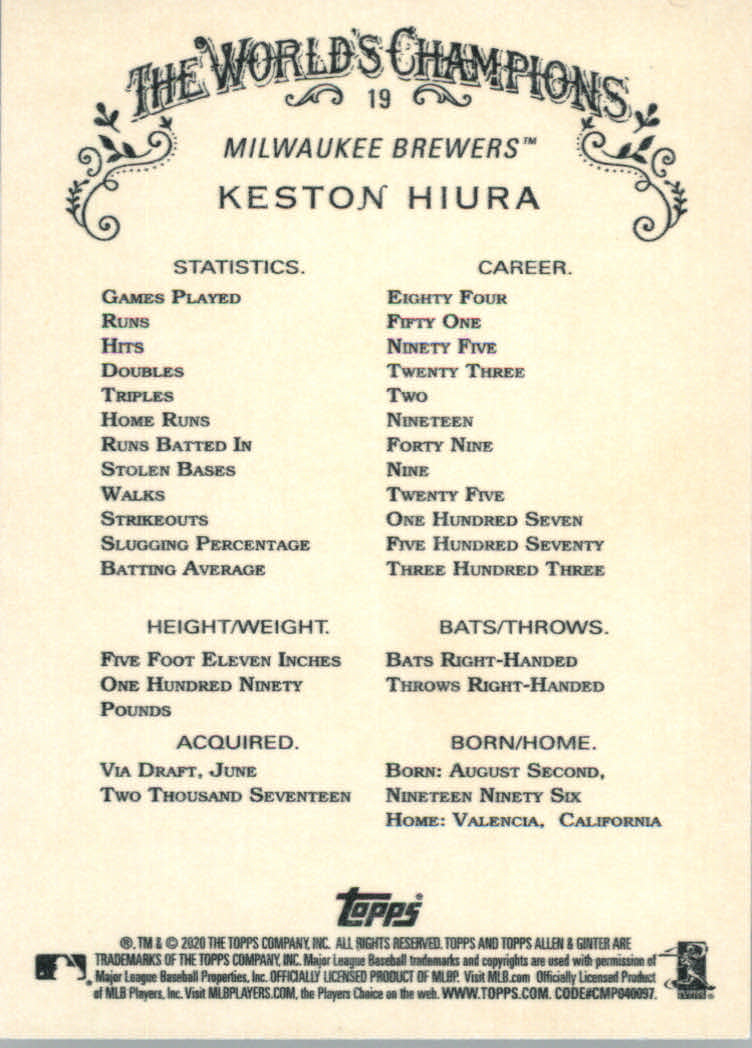 THE WORLD'S CHAMPIONS
19
MILWAUKEE BREWERS™
KESTON HIURA
STATISTICS. CAREER.
GAMES PLAYED EIGHTY FOUR
RUNS FIFTY ONE
HITS NINETY FIVE
DOUBLES TWENTY THREE
TRIPLES TWO
HOME RUNS NINETEEN
RUNS BATTED IN FORTY NINE
STOLEN BASES NINE
WALKS TWENTY FIVE
STRIKEOUTS ONE HUNDRED SEVEN
SLUGGING PERCENTAGE FIVE HUNDRED SEVENTY
BATTING AVERAGE THREE HUNDRED THREE
HEIGHT/WEIGHT.
FIVE FOOT ELEVEN INCHES
ONE HUNDRED NINETY
POUNDS
BATS/THROWS.
BATS RIGHT-HANDED
THROWS RIGHT-HANDED
ACQUIRED.
VIA DRAFT, JUNE
TWO THOUSAND SEVENTEEN
BORN/HOME.
BORN: AUGUST SECOND,
NINETEEN NINETY SIX
HOME: VALENCIA, CALIFORNIA
topps®
®, TM & © 2020 THE TOPPS COMPANY, INC. ALL RIGHTS RESERVED. TOPPS AND TOPPS ALLEN & GINTER ARE
TRADEMARKS OF THE TOPPS COMPANY, INC. Major League Baseball trademarks and copyrights are used with permission of
Major League Baseball Properties, Inc. OFFICIALLY LICENSED PRODUCT OF MLBP. Visit MLB.com Officially Licensed Product
of MLB Players, Inc. Visit MLBPLAYERS.COM, the Players Choice on the web. WWW.TOPPS.COM. CODE#CMP040097.